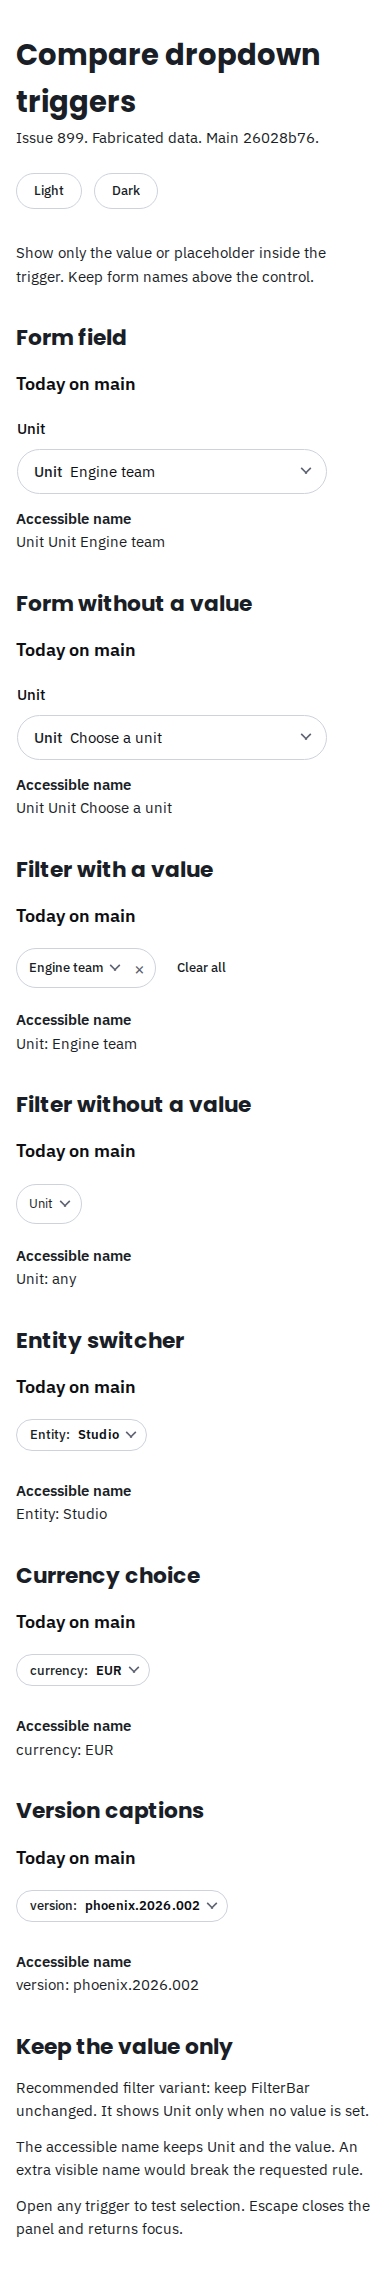 Compare dropdown
triggers
Issue 899. Fabricated data. Main 26028b76.
Light Dark
Show only the value or placeholder inside the
trigger. Keep form names above the control.
Form field
Today on main
Unit
Unit Engine team
Accessible name
Unit Unit Engine team
Form without a value
Today on main
Unit
Unit Choose a unit
Accessible name
Unit Unit Choose a unit
Filter with a value
Today on main
Engine team × Clear all
Accessible name
Unit: Engine team
Filter without a value
Today on main
Unit
Accessible name
Unit: any
Entity switcher
Today on main
Entity: Studio
Accessible name
Entity: Studio
Currency choice
Today on main
currency: EUR
Accessible name
currency: EUR
Version captions
Today on main
version: phoenix.2026.002
Accessible name
version: phoenix.2026.002
Keep the value only
Recommended filter variant: keep FilterBar
unchanged. It shows Unit only when no value is set.
The accessible name keeps Unit and the value. An
extra visible name would break the requested rule.
Open any trigger to test selection. Escape closes the
panel and returns focus.